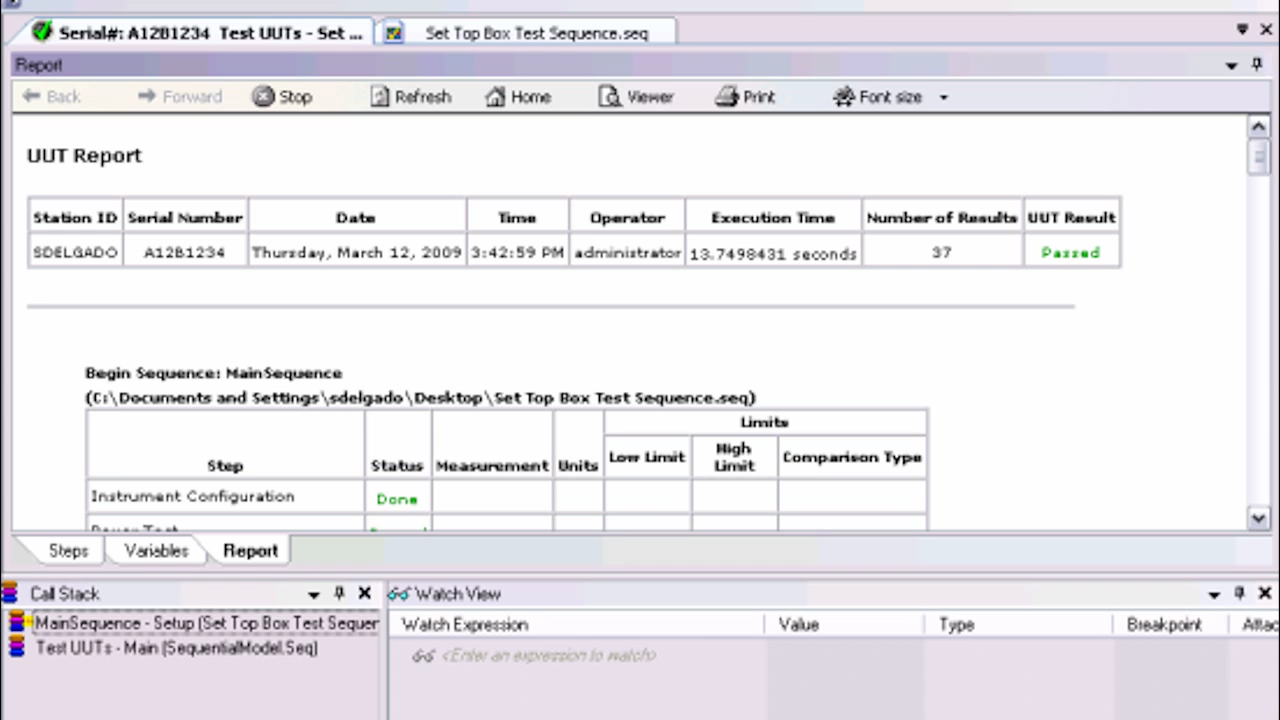 Serial#: A12B1234 Test UUTs - Set ... Set Top Box Test Sequence.seq
Report
Back Forward Stop Refresh Home Viewer Print Font size
UUT Report
Station ID Serial Number Date Time Operator Execution Time Number of Results UUT Result
SDELGADO A12B1234 Thursday, March 12, 2009 3:42:59 PM administrator 13.7498431 seconds 37 Passed
Begin Sequence: MainSequence
(C:\Documents and Settings\sdelgado\Desktop\Set Top Box Test Sequence.seq)
Limits
Step Status Measurement Units Low Limit High Limit Comparison Type
Instrument Configuration Done
Steps Variables Report
Call Stack Watch View
MainSequence - Setup (Set Top Box Test Sequer Watch Expression Value Type Breakpoint Attac
Test UUTs - Main (SequentialModel.Seq) <Enter an expression to watch>